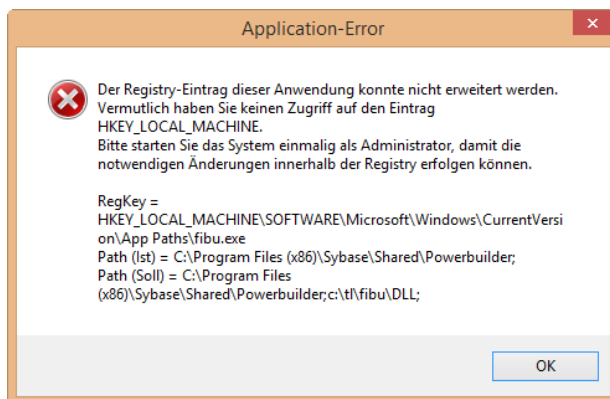 Application-Error
Der Registry-Eintrag dieser Anwendung konnte nicht erweitert werden.
Vermutlich haben Sie keinen Zugriff auf den Eintrag
HKEY_LOCAL_MACHINE.
Bitte starten Sie das System einmalig als Administrator, damit die
notwendigen Änderungen innerhalb der Registry erfolgen können.
RegKey =
HKEY_LOCAL_MACHINE\SOFTWARE\Microsoft\Windows\CurrentVersi
on\App Paths\fibu.exe
Path (Ist) = C:\Program Files (x86)\Sybase\Shared\Powerbuilder;
Path (Soll) = C:\Program Files
(x86)\Sybase\Shared\Powerbuilder;c:\tl\fibu\DLL;
OK